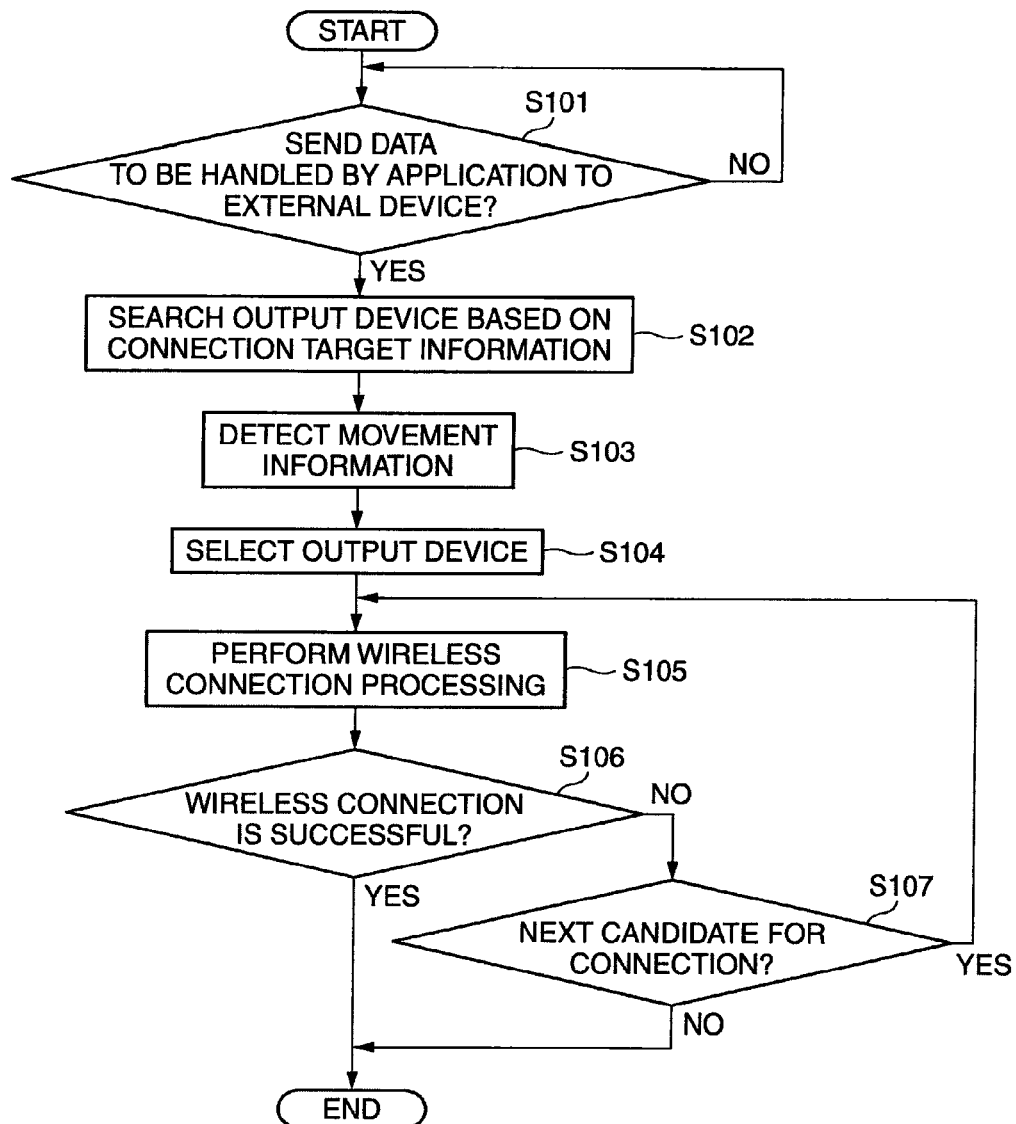 START
S101
SEND DATA
TO BE HANDLED BY APPLICATION TO
EXTERNAL DEVICE?
NO
YES
SEARCH OUTPUT DEVICE BASED ON
CONNECTION TARGET INFORMATION
S102
DETECT MOVEMENT
INFORMATION
S103
SELECT OUTPUT DEVICE
S104
PERFORM WIRELESS
CONNECTION PROCESSING
S105
S106
WIRELESS CONNECTION
IS SUCCESSFUL?
NO
YES
S107
NEXT CANDIDATE FOR
CONNECTION?
YES
NO
END